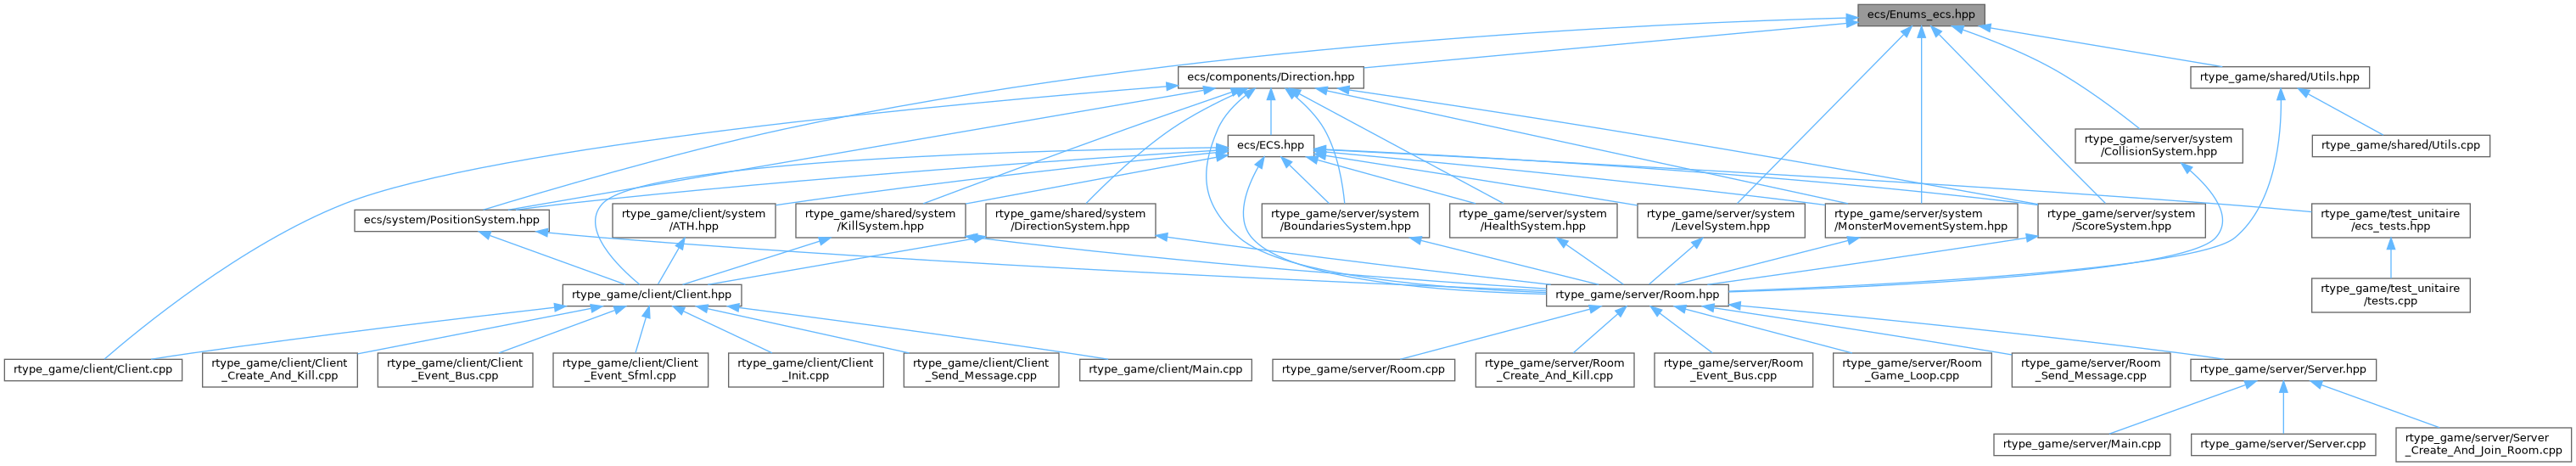 ecs/Enums_ecs.hpp
ecs/components/Direction.hpp
rtype_game/shared/Utils.hpp
ecs/ECS.hpp
rtype_game/server/system
/CollisionSystem.hpp
rtype_game/shared/Utils.cpp
ecs/system/PositionSystem.hpp
rtype_game/client/system
/ATH.hpp
rtype_game/shared/system
/KillSystem.hpp
rtype_game/shared/system
/DirectionSystem.hpp
rtype_game/server/system
/BoundariesSystem.hpp
rtype_game/server/system
/HealthSystem.hpp
rtype_game/server/system
/LevelSystem.hpp
rtype_game/server/system
/MonsterMovementSystem.hpp
rtype_game/server/system
/ScoreSystem.hpp
rtype_game/test_unitaire
/ecs_tests.hpp
rtype_game/client/Client.hpp
rtype_game/server/Room.hpp
rtype_game/test_unitaire
/tests.cpp
rtype_game/client/Client.cpp
rtype_game/client/Client
_Create_And_Kill.cpp
rtype_game/client/Client
_Event_Bus.cpp
rtype_game/client/Client
_Event_Sfml.cpp
rtype_game/client/Client
_Init.cpp
rtype_game/client/Client
_Send_Message.cpp
rtype_game/client/Main.cpp
rtype_game/server/Room.cpp
rtype_game/server/Room
_Create_And_Kill.cpp
rtype_game/server/Room
_Event_Bus.cpp
rtype_game/server/Room
_Game_Loop.cpp
rtype_game/server/Room
_Send_Message.cpp
rtype_game/server/Server.hpp
rtype_game/server/Main.cpp
rtype_game/server/Server.cpp
rtype_game/server/Server
_Create_And_Join_Room.cpp